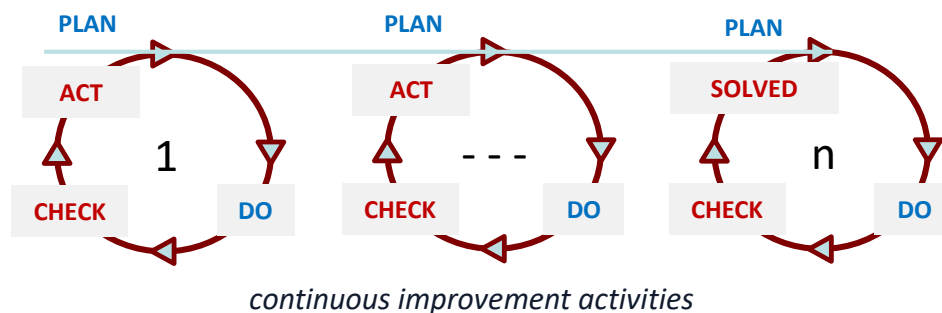 PLAN PLAN PLAN
ACT ACT SOLVED
1 - - - n
CHECK DO CHECK DO CHECK DO
continuous improvement activities